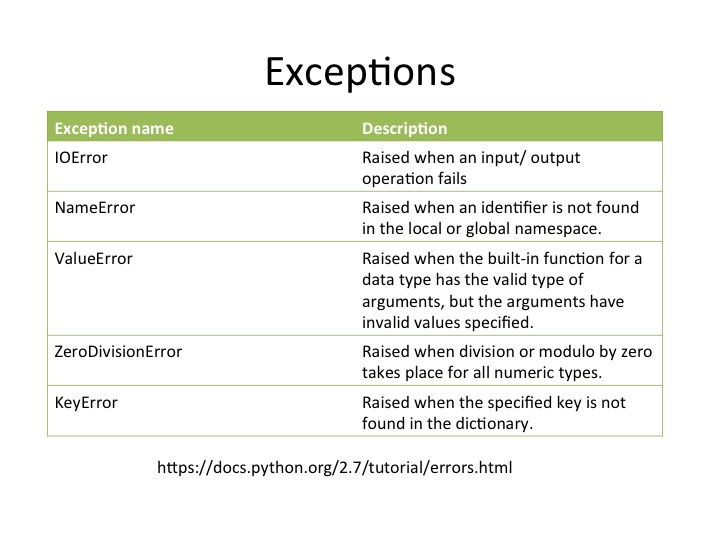 Exceptions
Exception name Description
IOError Raised when an input/ output
operation fails
NameError Raised when an identifier is not found
in the local or global namespace.
ValueError Raised when the built-in function for a
data type has the valid type of
arguments, but the arguments have
invalid values specified.
ZeroDivisionError Raised when division or modulo by zero
takes place for all numeric types.
KeyError Raised when the specified key is not
found in the dictionary.
https://docs.python.org/2.7/tutorial/errors.html